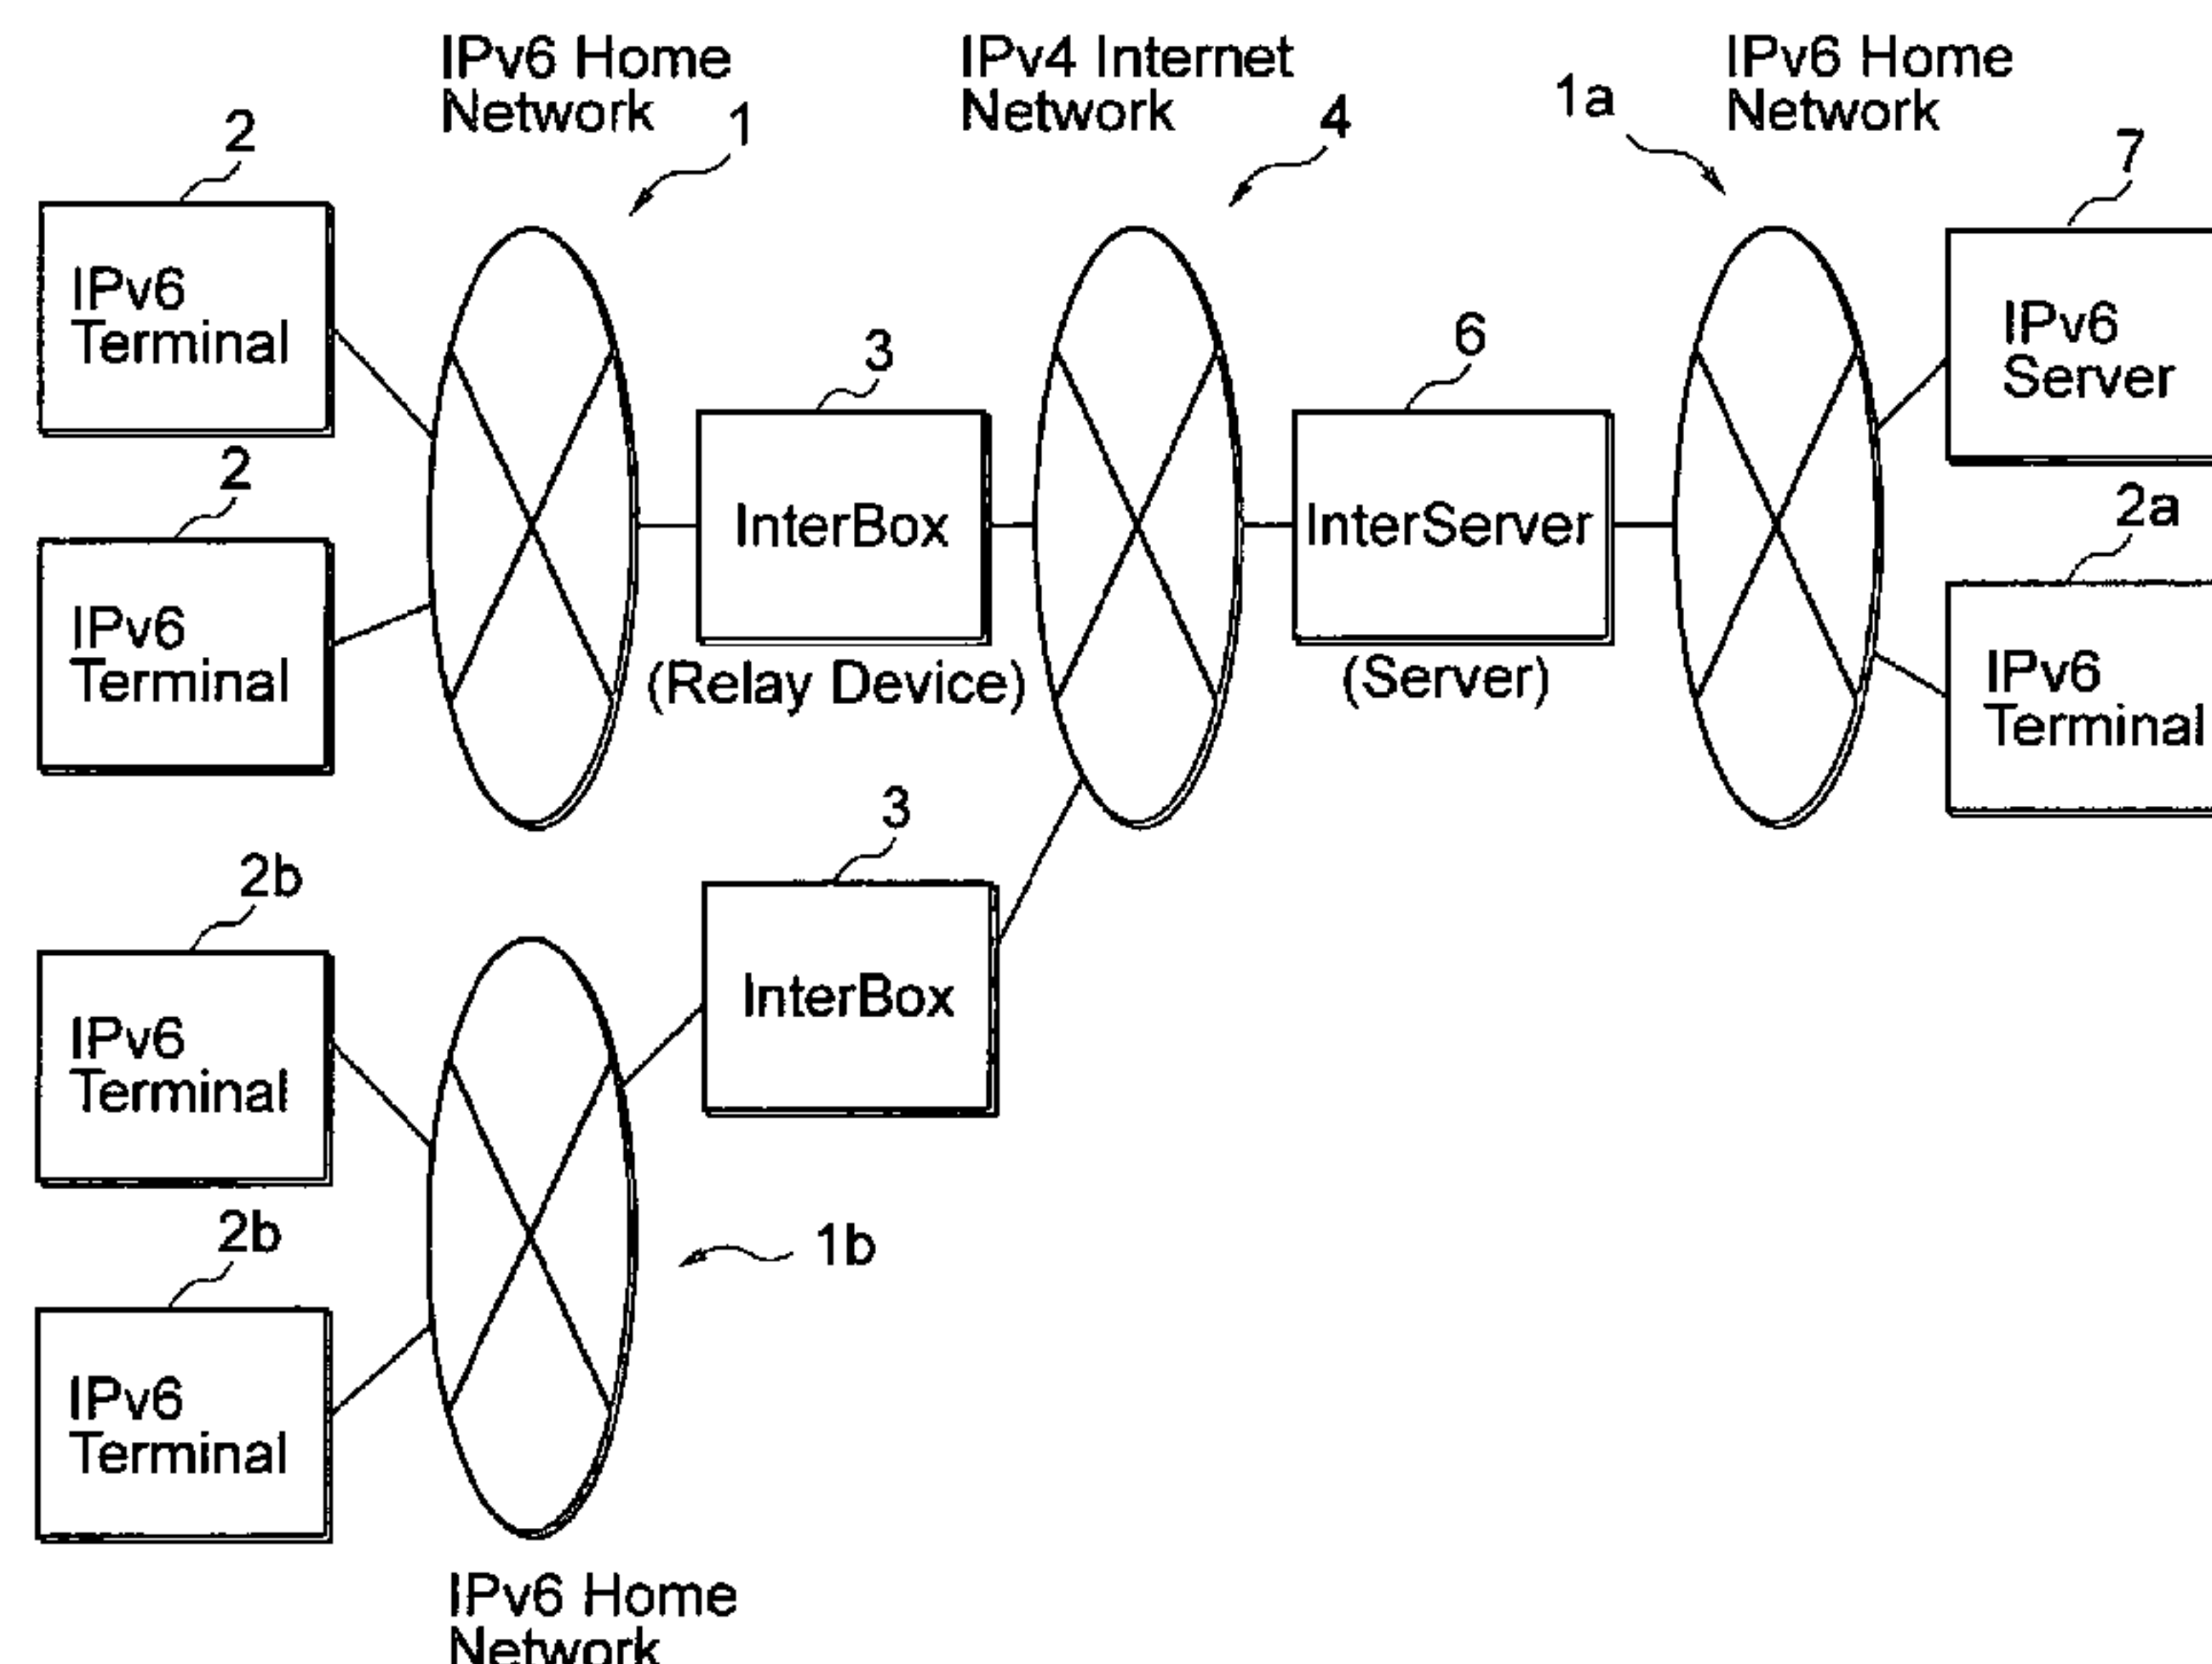 IPv6 Home
Network
1
IPv4 Internet
Network
4
1a
IPv6 Home
Network
2
IPv6
Terminal
7
IPv6
Server
2
IPv6
Terminal
3
InterBox
(Relay Device)
6
InterServer
(Server)
2a
IPv6
Terminal
3
InterBox
2b
IPv6
Terminal
2b
IPv6
Terminal
1b
IPv6 Home
Network